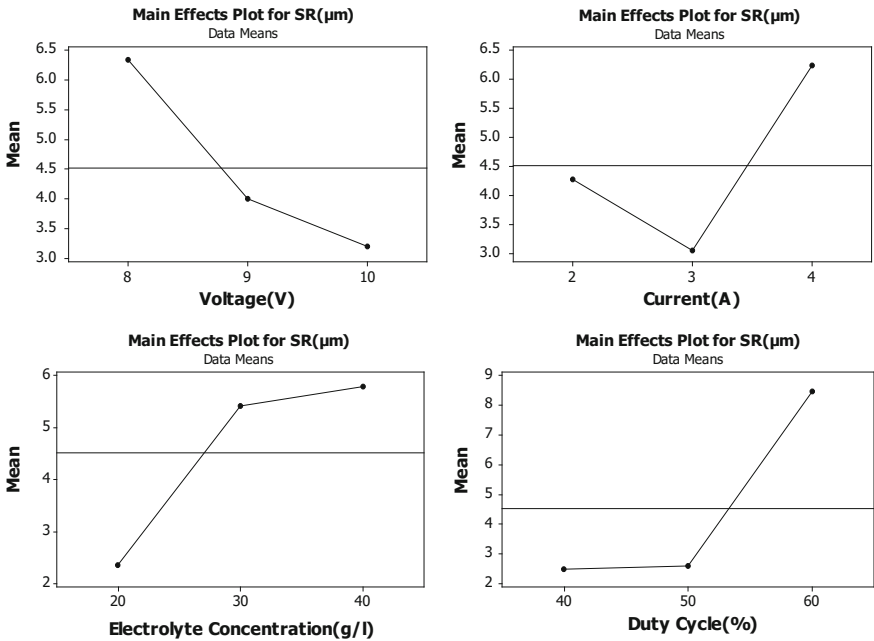 Main Effects Plot for SR(µm)
Data Means
Mean
6.5
6.0
5.5
5.0
4.5
4.0
3.5
3.0
8 9 10
Voltage(V)
Main Effects Plot for SR(µm)
Data Means
Mean
6.5
6.0
5.5
5.0
4.5
4.0
3.5
3.0
2 3 4
Current(A)
Main Effects Plot for SR(µm)
Data Means
Mean
6
5
4
3
2
20 30 40
Electrolyte Concentration(g/l)
Main Effects Plot for SR(µm)
Data Means
Mean
9
8
7
6
5
4
3
2
40 50 60
Duty Cycle(%)